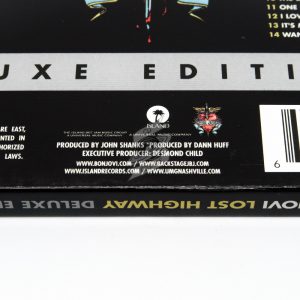 11 ONE
12 I LOV
13 IT'S M
14 WAN
UXE EDITI
RE EAST,
NTED IN
HORIZED
LAWS.
ISLAND
PRODUCED BY JOHN SHANKS *PRODUCED BY DANN HUFF
EXECUTIVE PRODUCER: DESMOND CHILD
WWW.BONJOVI.COM • WWW.BACKSTAGEJBJ.COM
WWW.ISLANDRECORDS.COM • WWW.UMGNASHVILLE.COM
6
JOVI LOST HIGHWAY DELUXE E